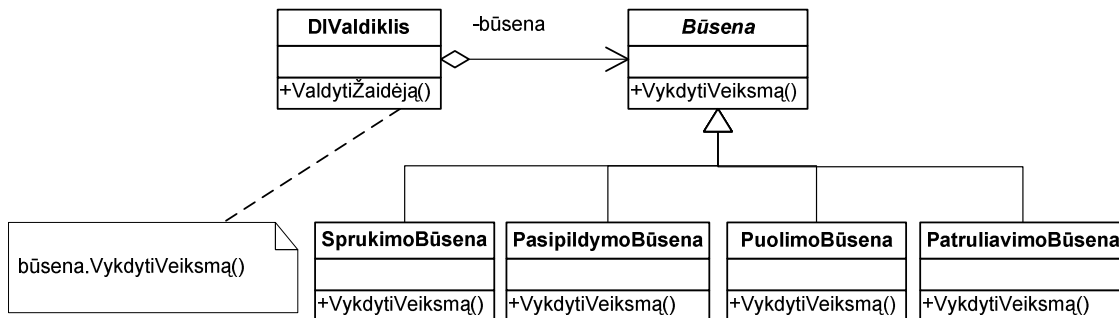 DIValdiklis
-būsena
Būsena
+ValdytiŽaidėją()
+VykdytiVeiksmą()
būsena.VykdytiVeiksmą()
SprukimoBūsena
PasipildymoBūsena
PuolimoBūsena
PatruliavimoBūsena
+VykdytiVeiksmą()
+VykdytiVeiksmą()
+VykdytiVeiksmą()
+VykdytiVeiksmą()